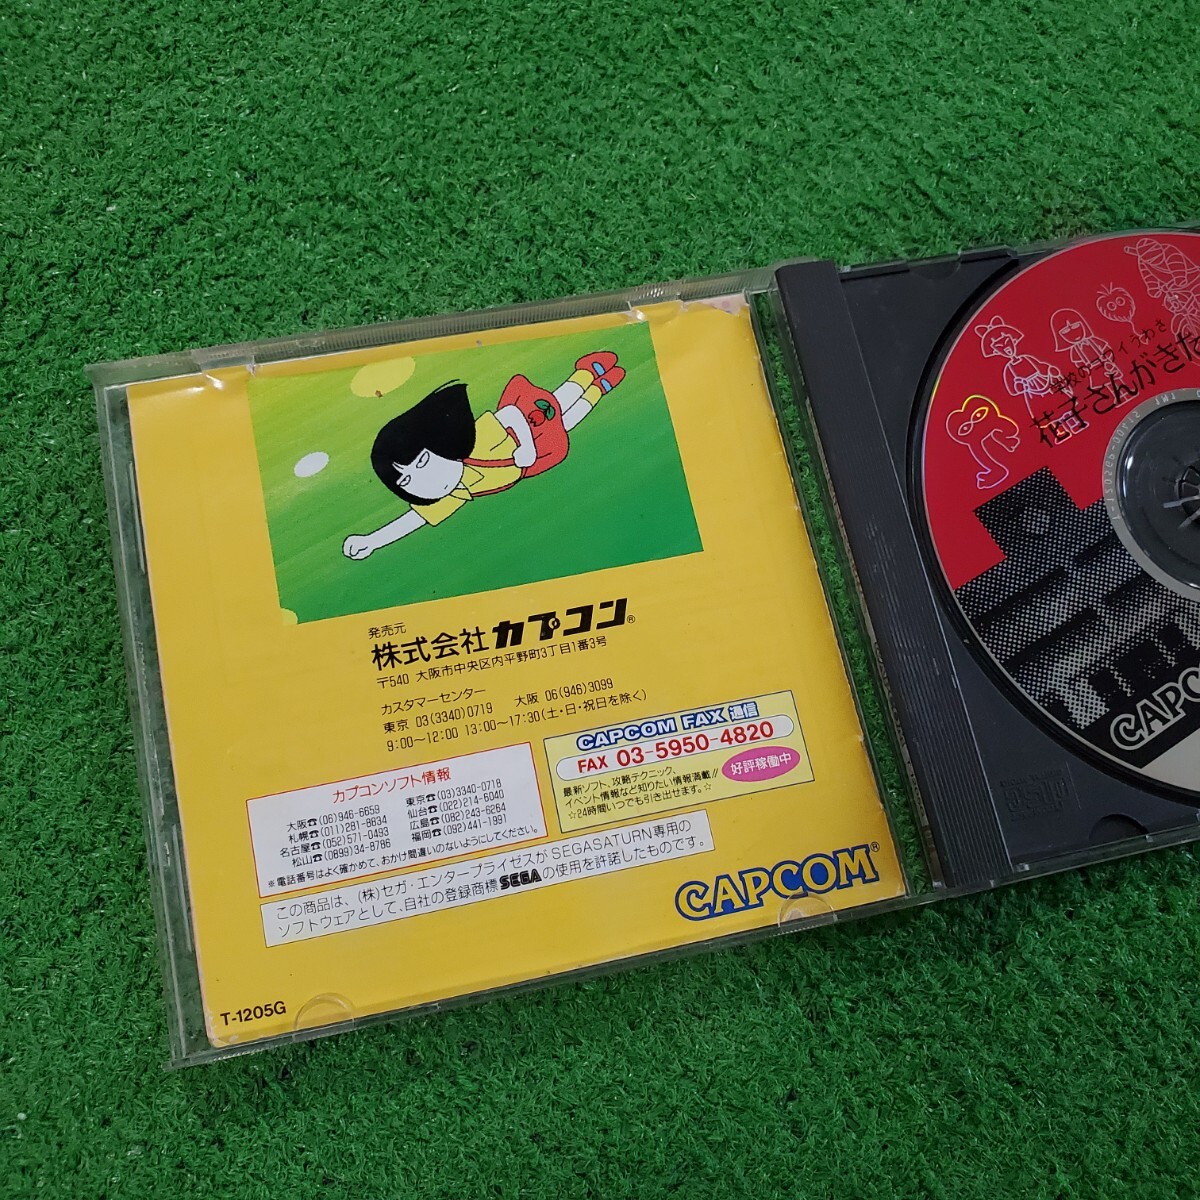 発売元
株式会社 カプコン®
〒540 大阪市中央区内平野町3丁目1番3号
カスタマーセンター
東京 03(3340)0719 大阪 06(946)3099
9:00〜12:00 13:00〜17:30(土・日・祝日を除く)
カプコンソフト情報
大阪☎(06)946-6659 東京☎(03)3340-0718
札幌☎(011)281-8834 仙台☎(022)214-6040
名古屋☎(052)571-0493 広島☎(082)243-6264
松山☎(0899)34-8786 福岡☎(092)441-1991
※電話番号はよく確かめて、おかけ間違いのないようにしてください。
CAPCOM FAX 通信
FAX 03-5950-4820
最新ソフト、攻略テクニック、
イベント情報など知りたい情報満載!!
☆24時間いつでも引き出せます。☆
好評稼働中
この商品は、(株)セガ・エンタープライゼスがSEGASATURN専用の
ソフトウェアとして、自社の登録商標SEGAの使用を許諾したものです。
CAPCOM®
T-1205G
学校のコワイうわさ
花子さんがきた
CAPCO